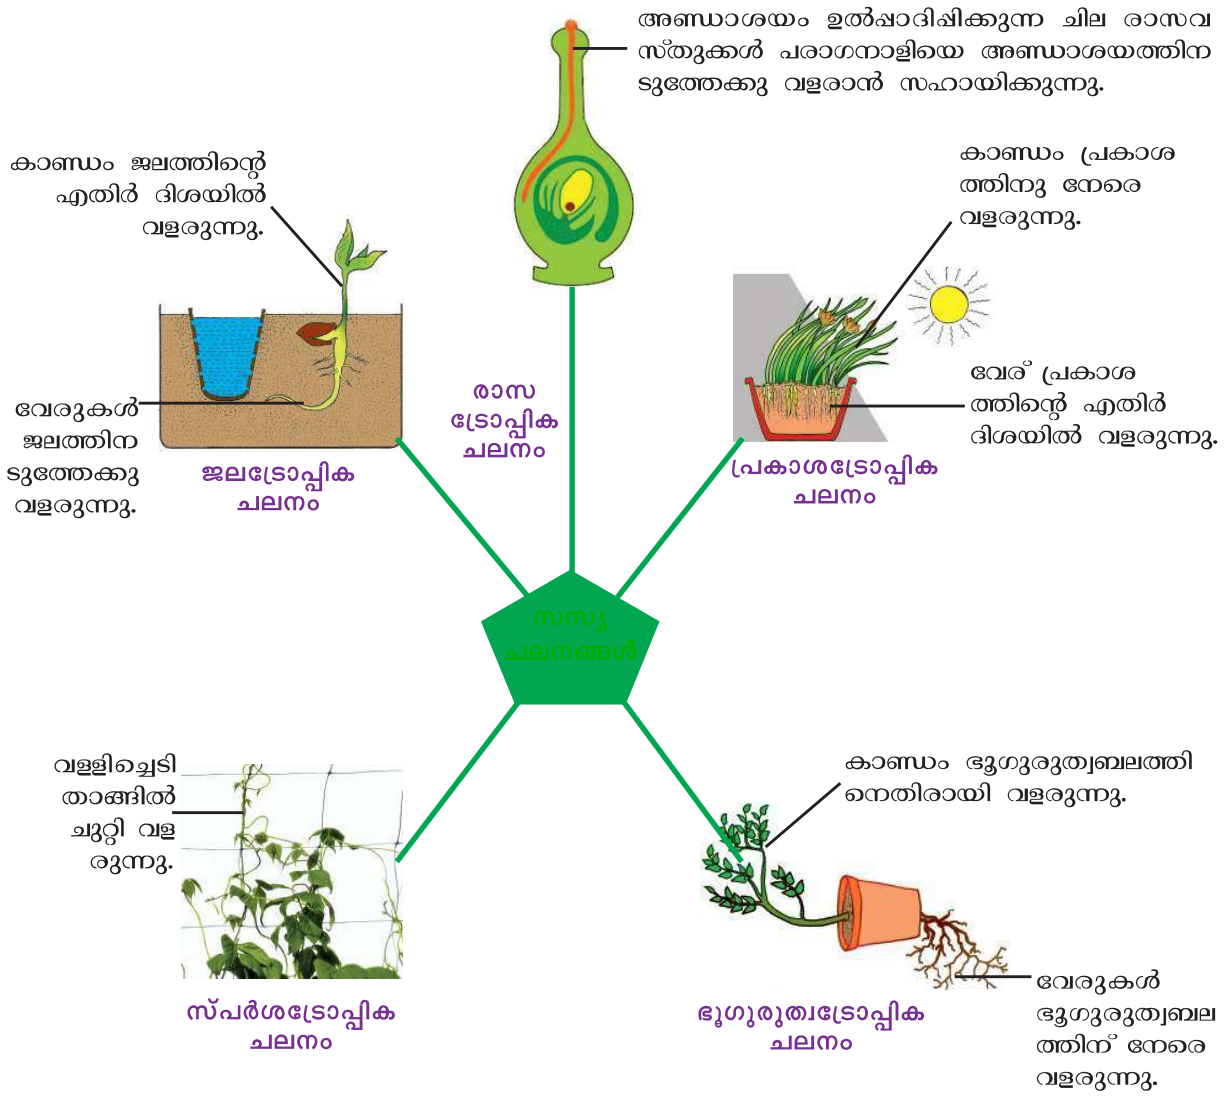 അണ്ഡാശയം ഉൽപ്പാദിപ്പിക്കുന്ന ചില രാസവ
സ്തുക്കൾ പരാഗനാളിയെ അണ്ഡാശയത്തിന
ടുത്തേക്കു വളരാൻ സഹായിക്കുന്നു.
കാണ്ഡം ജലത്തിന്റെ
എതിർ ദിശയിൽ
വളരുന്നു.
കാണ്ഡം പ്രകാശ
ത്തിനു നേരെ
വളരുന്നു.
വേരുകൾ
ജലത്തിന
ടുത്തേക്കു
വളരുന്നു.
ജലട്രോപ്പിക
ചലനം
രാസ
ട്രോപ്പിക
ചലനം
വേര് പ്രകാശ
ത്തിന്റെ എതിർ
ദിശയിൽ വളരുന്നു.
പ്രകാശട്രോപ്പിക
ചലനം
സസ്യ
ചലനങ്ങൾ
വള്ളിച്ചെടി
താങ്ങിൽ
ചുറ്റി വള
രുന്നു.
സ്പർശട്രോപ്പിക
ചലനം
കാണ്ഡം ഭൂഗുരുത്വബലത്തി
നെതിരായി വളരുന്നു.
ഭൂഗുരുത്വട്രോപ്പിക
ചലനം
വേരുകൾ
ഭൂഗുരുത്വബല
ത്തിന് നേരെ
വളരുന്നു.